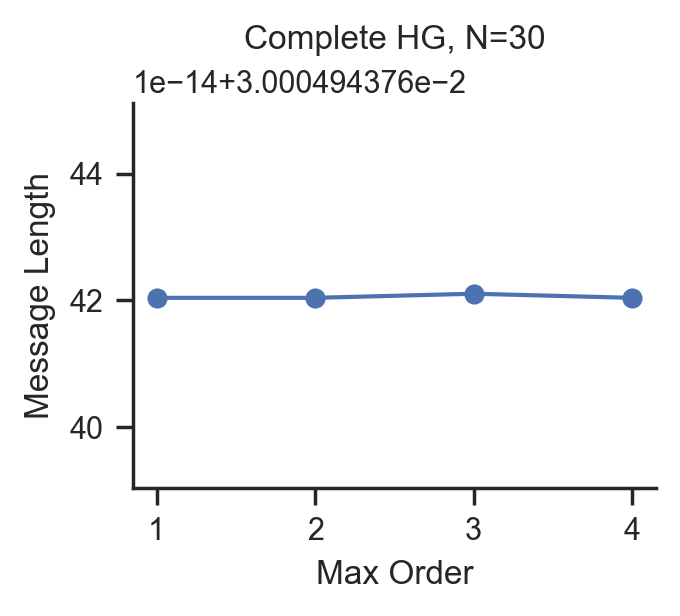 Complete HG, N=30
1e−14+3.000494376e−2
44
42
40
Message Length
1 2 3 4
Max Order